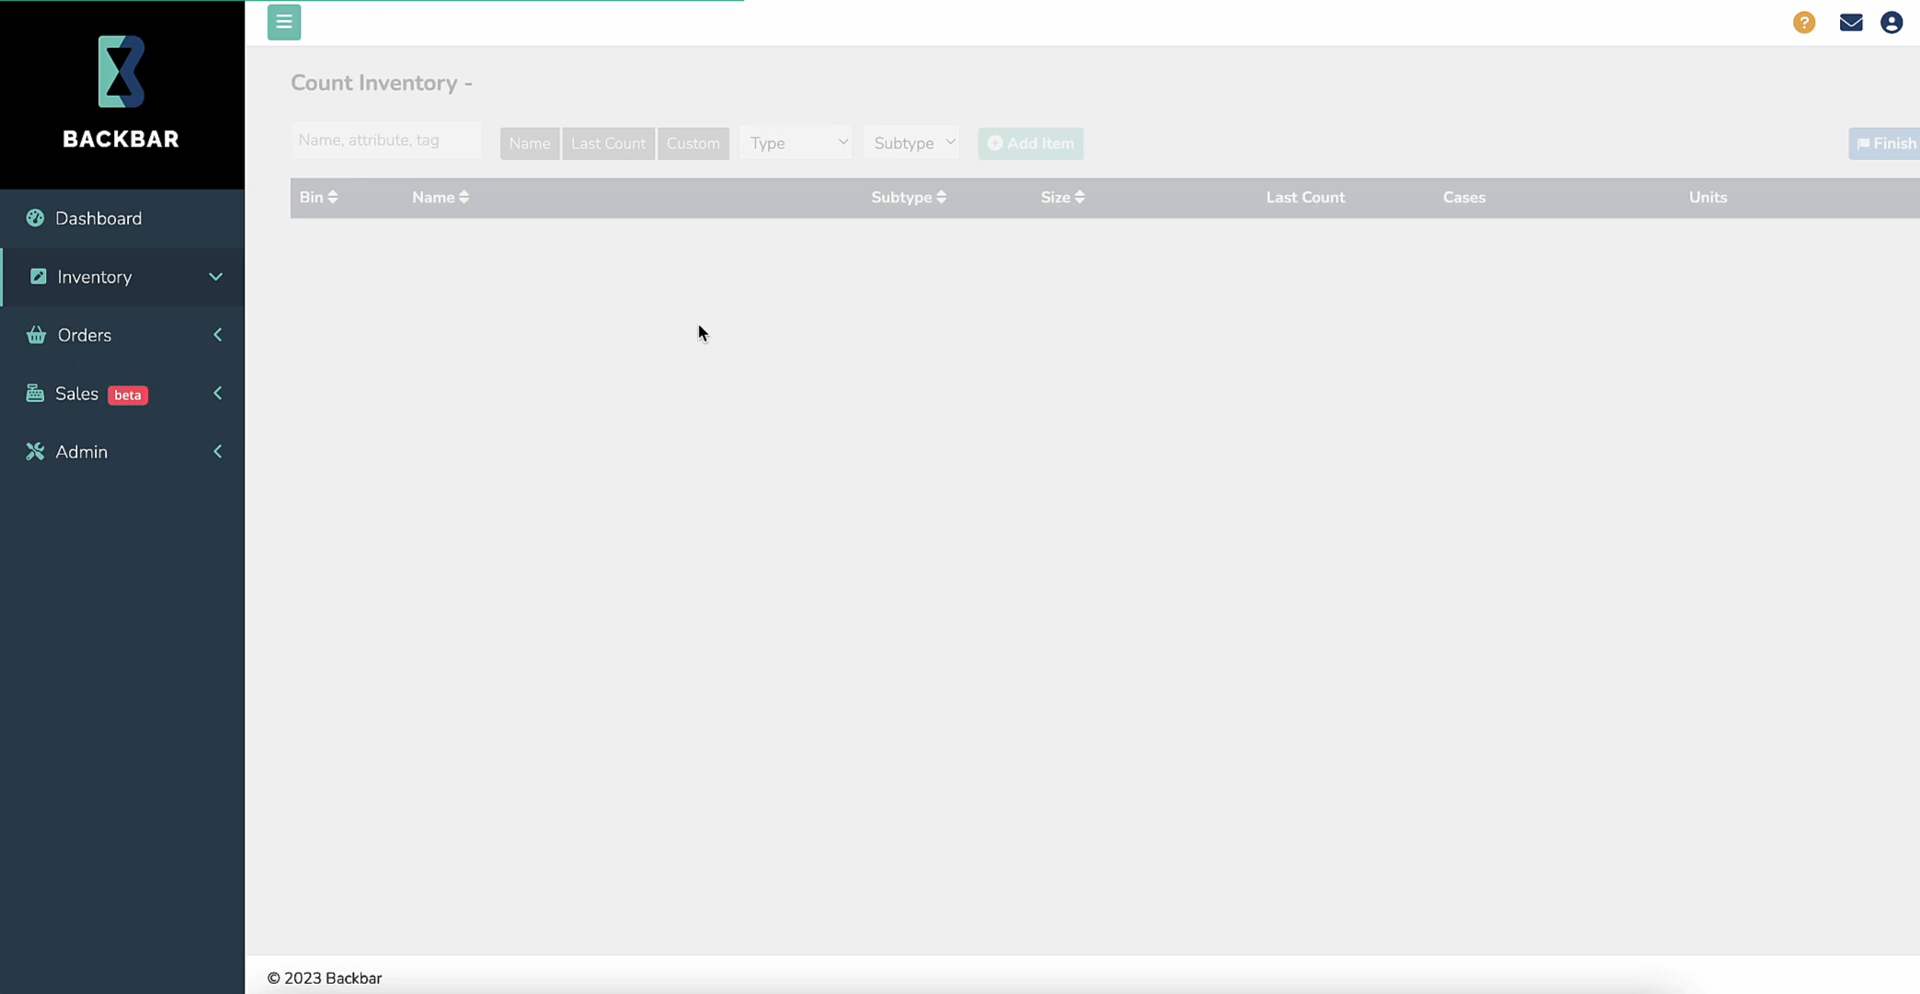 BACKBAR
Dashboard
Inventory
Orders
Sales beta
Admin
?
Count Inventory -
Name, attribute, tag
Name Last Count Custom Type Subtype Add Item Finish
Bin Name Subtype Size Last Count Cases Units
© 2023 Backbar